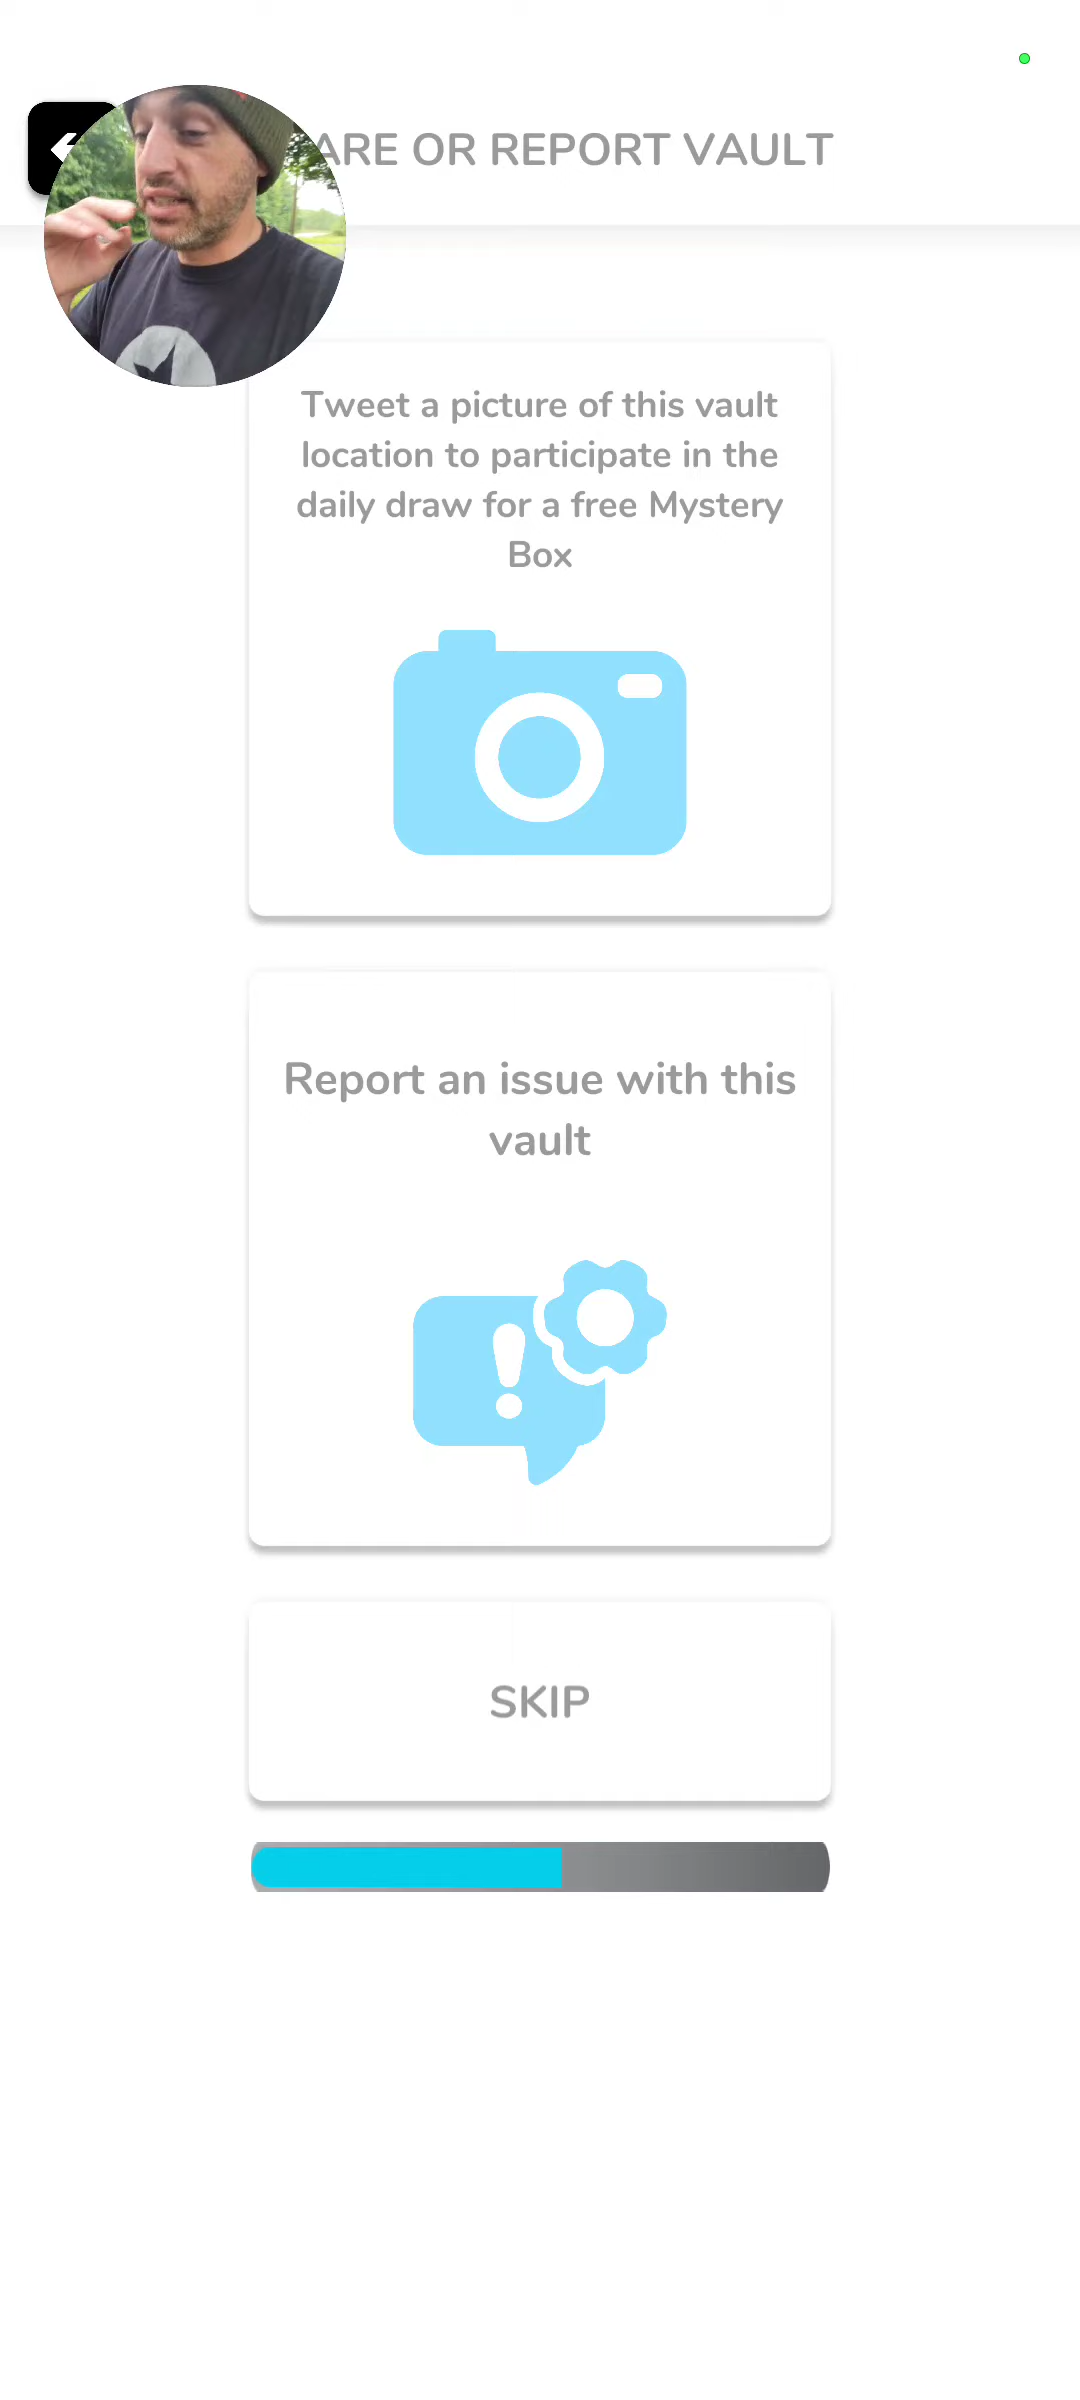 ARE OR REPORT VAULT
Tweet a picture of this vault
location to participate in the
daily draw for a free Mystery
Box
Report an issue with this
vault
SKIP